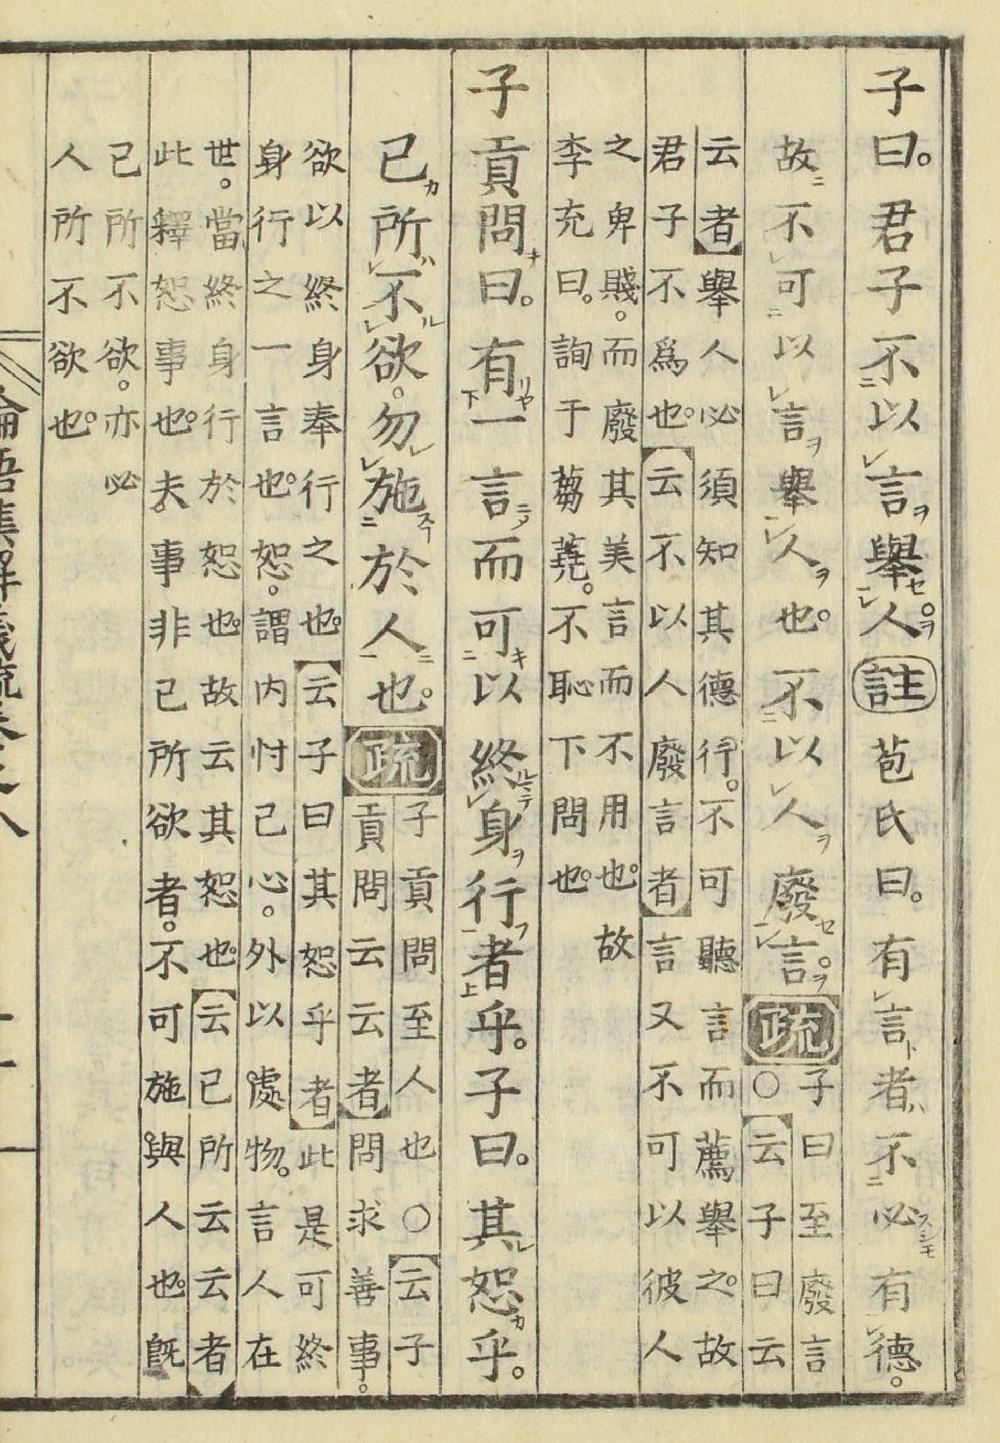 子曰。君子不以言舉人。註苞氏曰。有言者不必有德。
故不可以言舉人也。不以人廢言。疏
子曰至廢言
○云子曰云
云者舉人必須知其德行。不可聽言而薦舉之。故
君子不爲也。云不以人廢言者言又不可以彼人
之卑賤。而廢其美言而不用也。故
李充曰。詢于蒭蕘。不恥下問也。
子貢問曰。有一言而可以終身行者乎。子曰。其恕乎。
己所不欲。勿施於人也。疏
子貢問至人也○云子
貢問云云者問求善事。
欲以終身奉行之也。云子曰其恕乎者此是可終
身行之一言也。恕。謂內忖己心。外以處物。言人在
世。當終身行於恕也。故云其恕也。云己所云云者
此釋恕事也。夫事非己所欲者。不可施與人也。旣
己所不欲。亦必
人所不欲也。
論語集解義疏卷之八